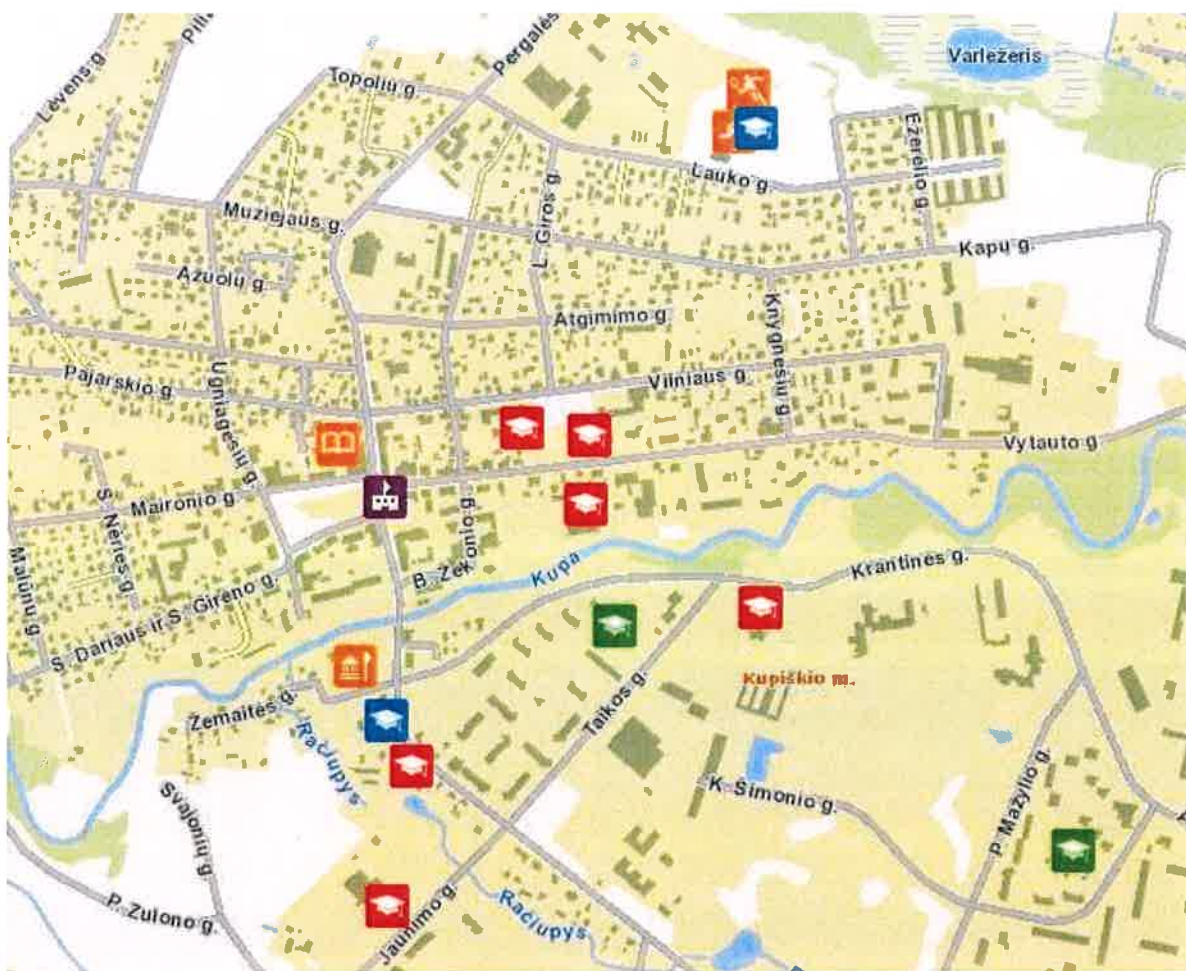 Lėvens g.
Topolių g.
Pergalės
Varležeris
Ežerėlio g.
Lauko g.
Muziejaus g.
L. Giros g.
Kapų g.
Ąžuolų g.
Atgimimo g
Knygnešių g.
Vilniaus g
Pajarskio g
Ugniagesių g.
Vytauto g
Maironio g.
S. Nėries g.
B. Žekonio g.
Kupa
Krantinės g.
Malūnų g
S. Dariaus ir S. Girėno g.
Kupiškio m.
Taikos g.
Žemaitės g.
Račiupys
Svajonių g.
K. Šimonio g.
P. Mažylio g.
P. Zulono g.
Jaunimo g.
Račiupys